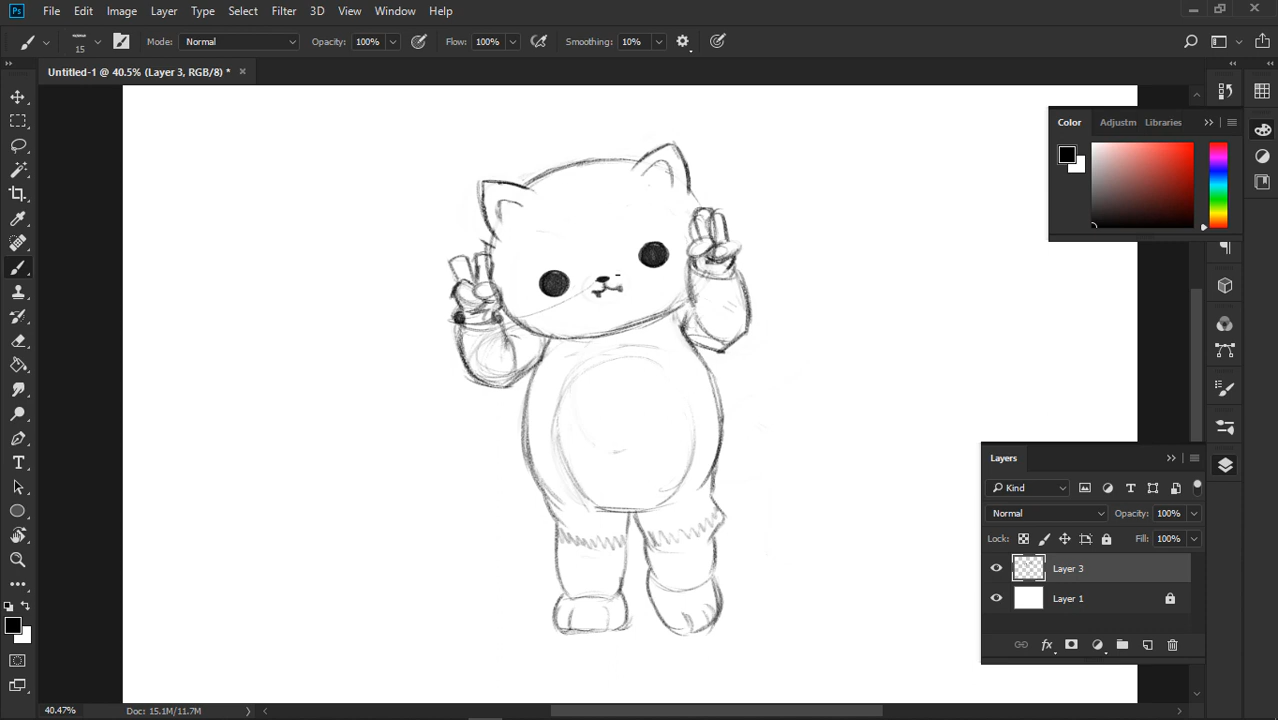 Ps File Edit Image Layer Type Select Filter 3D View Window Help
15 Mode: Normal Opacity: 100% Flow: 100% Smoothing: 10%
Untitled-1 @ 40.5% (Layer 3, RGB/8) *
Color Adjustm Libraries
Layers
Kind
Normal Opacity: 100%
Lock: Fill: 100%
Layer 3
Layer 1
fx
40.47% Doc: 15.1M/11.7M